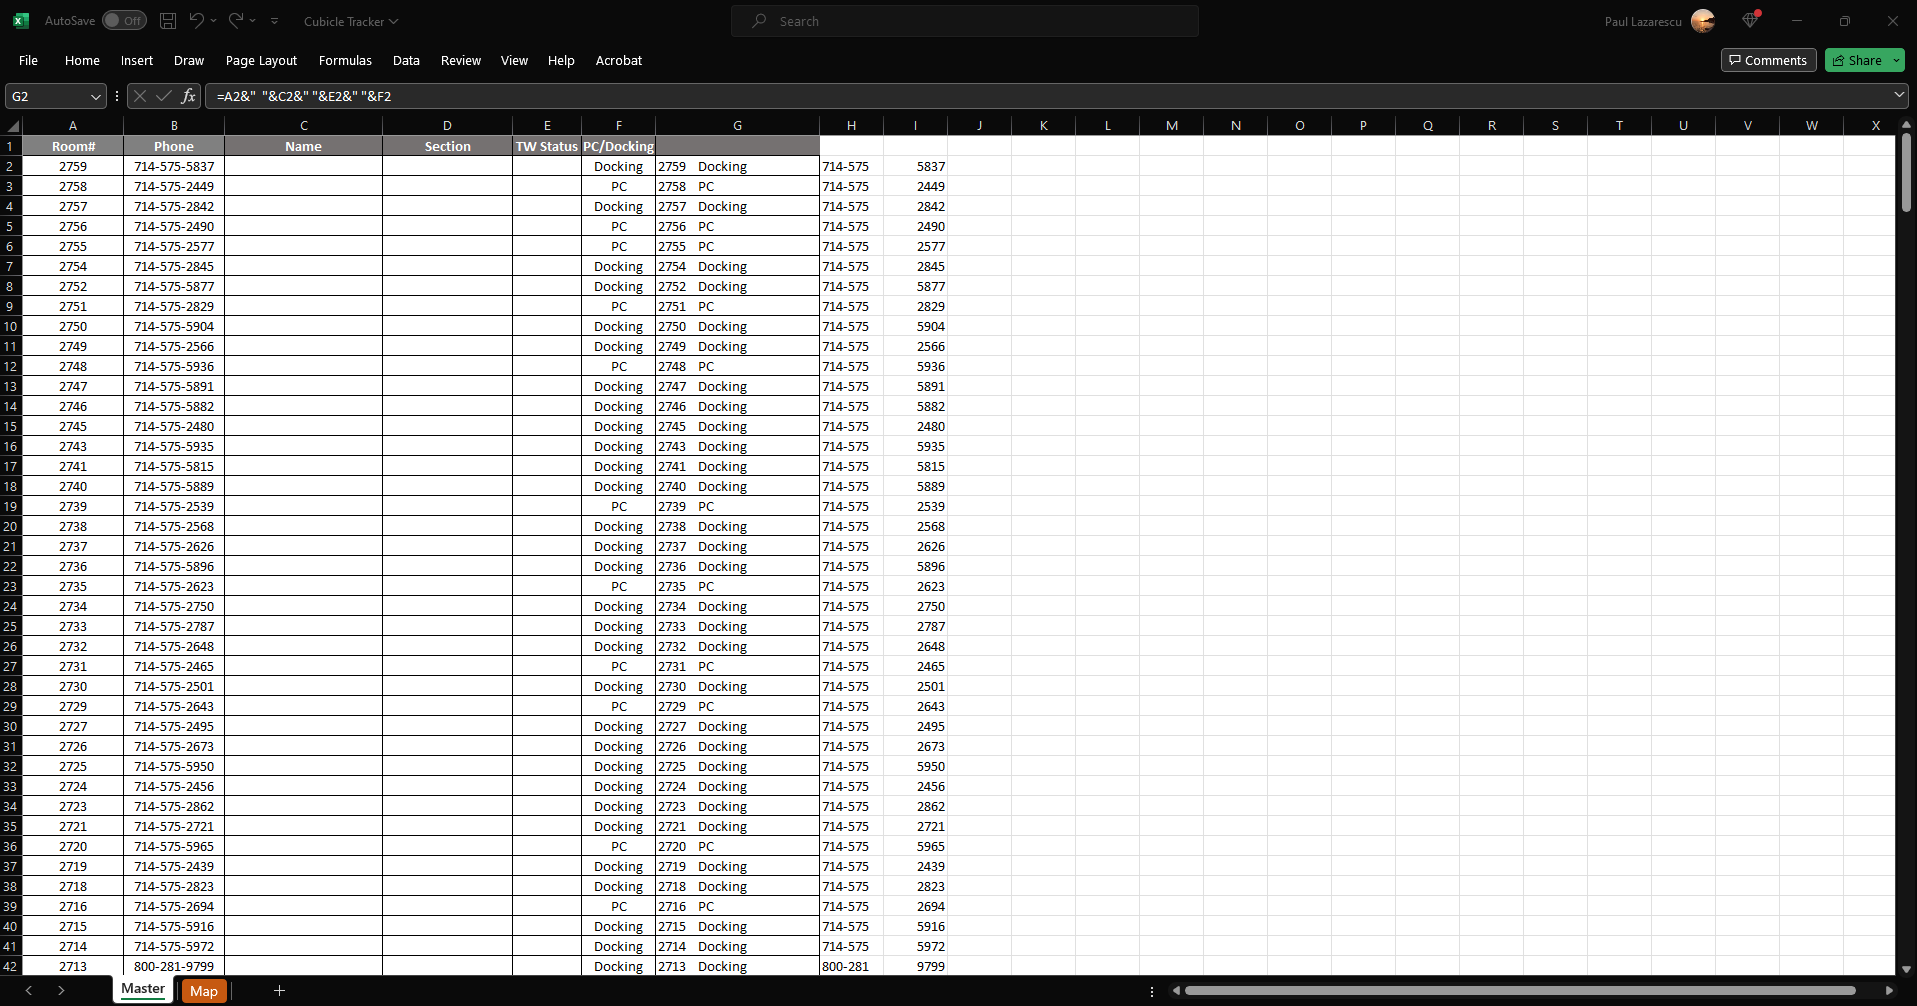 AutoSave Off Cubicle Tracker Search Paul Lazarescu
File Home Insert Draw Page Layout Formulas Data Review View Help Acrobat Comments Share
G2 fx =A2&"  "&C2&" "&E2&" "&F2
A B C D E F G H I J K L M N O P Q R S T U V W X
1 Room# Phone Name Section TW Status PC/Docking
2 2759 714-575-5837 Docking 2759 Docking 714-575 5837
3 2758 714-575-2449 PC 2758 PC 714-575 2449
4 2757 714-575-2842 Docking 2757 Docking 714-575 2842
5 2756 714-575-2490 PC 2756 PC 714-575 2490
6 2755 714-575-2577 PC 2755 PC 714-575 2577
7 2754 714-575-2845 Docking 2754 Docking 714-575 2845
8 2752 714-575-5877 Docking 2752 Docking 714-575 5877
9 2751 714-575-2829 PC 2751 PC 714-575 2829
10 2750 714-575-5904 Docking 2750 Docking 714-575 5904
11 2749 714-575-2566 Docking 2749 Docking 714-575 2566
12 2748 714-575-5936 PC 2748 PC 714-575 5936
13 2747 714-575-5891 Docking 2747 Docking 714-575 5891
14 2746 714-575-5882 Docking 2746 Docking 714-575 5882
15 2745 714-575-2480 Docking 2745 Docking 714-575 2480
16 2743 714-575-5935 Docking 2743 Docking 714-575 5935
17 2741 714-575-5815 Docking 2741 Docking 714-575 5815
18 2740 714-575-5889 Docking 2740 Docking 714-575 5889
19 2739 714-575-2539 PC 2739 PC 714-575 2539
20 2738 714-575-2568 Docking 2738 Docking 714-575 2568
21 2737 714-575-2626 Docking 2737 Docking 714-575 2626
22 2736 714-575-5896 Docking 2736 Docking 714-575 5896
23 2735 714-575-2623 PC 2735 PC 714-575 2623
24 2734 714-575-2750 Docking 2734 Docking 714-575 2750
25 2733 714-575-2787 Docking 2733 Docking 714-575 2787
26 2732 714-575-2648 Docking 2732 Docking 714-575 2648
27 2731 714-575-2465 PC 2731 PC 714-575 2465
28 2730 714-575-2501 Docking 2730 Docking 714-575 2501
29 2729 714-575-2643 PC 2729 PC 714-575 2643
30 2727 714-575-2495 Docking 2727 Docking 714-575 2495
31 2726 714-575-2673 Docking 2726 Docking 714-575 2673
32 2725 714-575-5950 Docking 2725 Docking 714-575 5950
33 2724 714-575-2456 Docking 2724 Docking 714-575 2456
34 2723 714-575-2862 Docking 2723 Docking 714-575 2862
35 2721 714-575-2721 Docking 2721 Docking 714-575 2721
36 2720 714-575-5965 PC 2720 PC 714-575 5965
37 2719 714-575-2439 Docking 2719 Docking 714-575 2439
38 2718 714-575-2823 Docking 2718 Docking 714-575 2823
39 2716 714-575-2694 PC 2716 PC 714-575 2694
40 2715 714-575-5916 Docking 2715 Docking 714-575 5916
41 2714 714-575-5972 Docking 2714 Docking 714-575 5972
42 2713 800-281-9799 Docking 2713 Docking 800-281 9799
Master Map